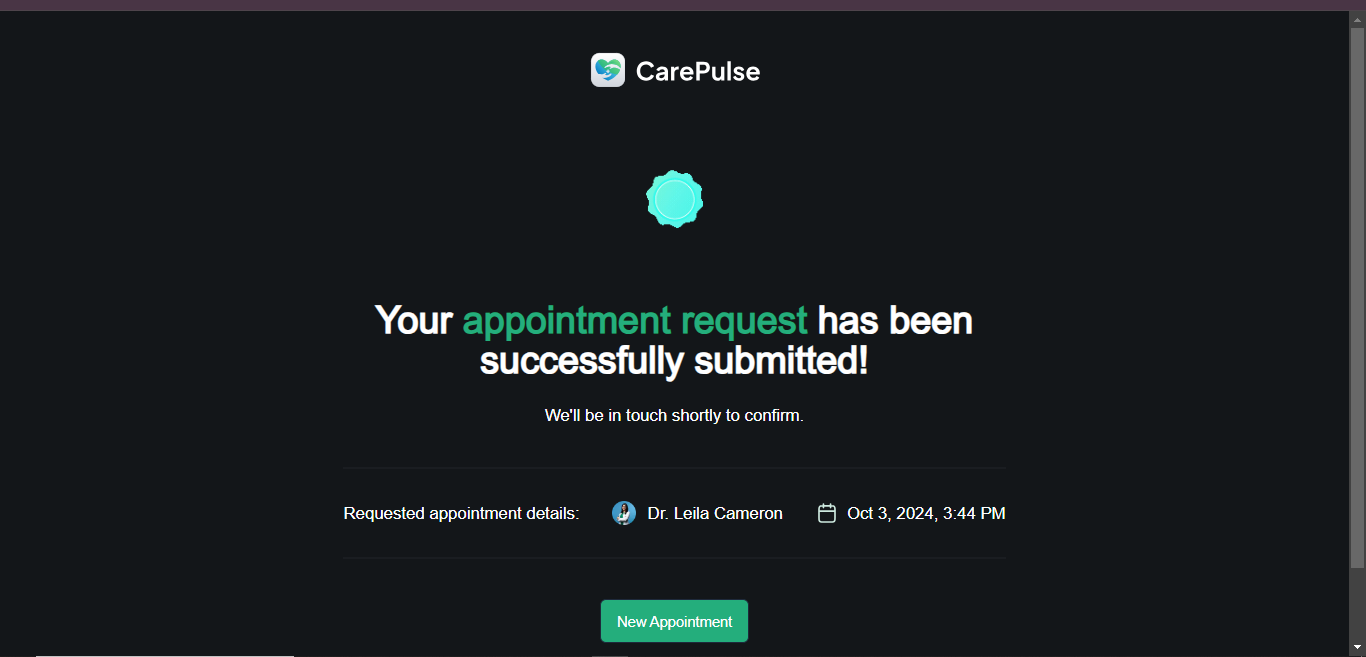 CarePulse
Your appointment request has been
successfully submitted!
We'll be in touch shortly to confirm.
Requested appointment details: Dr. Leila Cameron Oct 3, 2024, 3:44 PM
New Appointment